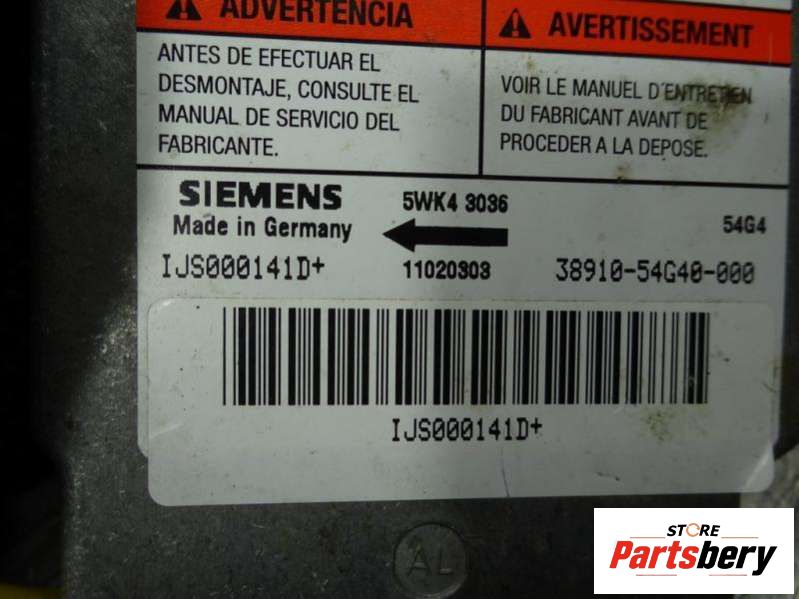 ADVERTENCIA
ANTES DE EFECTUAR EL
DESMONTAJE, CONSULTE EL
MANUAL DE SERVICIO DEL
FABRICANTE.
AVERTISSEMENT
VOIR LE MANUEL D'ENTRETIEN
DU FABRICANT AVANT DE
PROCEDER A LA DEPOSE.
SIEMENS
Made in Germany
5WK4 3036
54G4
IJS000141D+
11020303
38910-54G40-000
IJS000141D+
AL
STORE
Partsbery